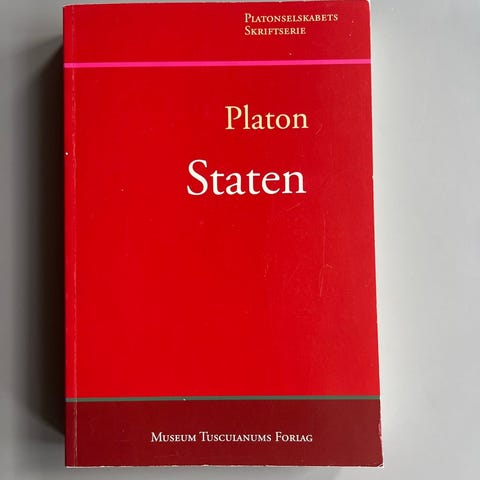 Platonselskabets
Skriftserie
Platon
Staten
Museum Tusculanums Forlag